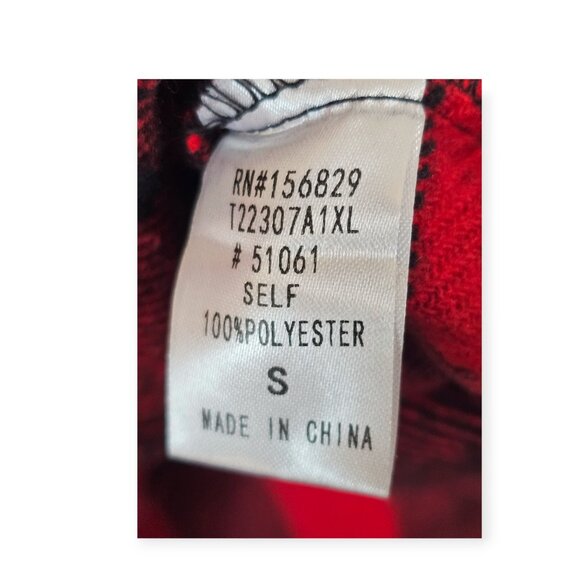 RN#156829
T22307A1XL
# 51061
SELF
100%POLYESTER
S
MADE IN CHINA